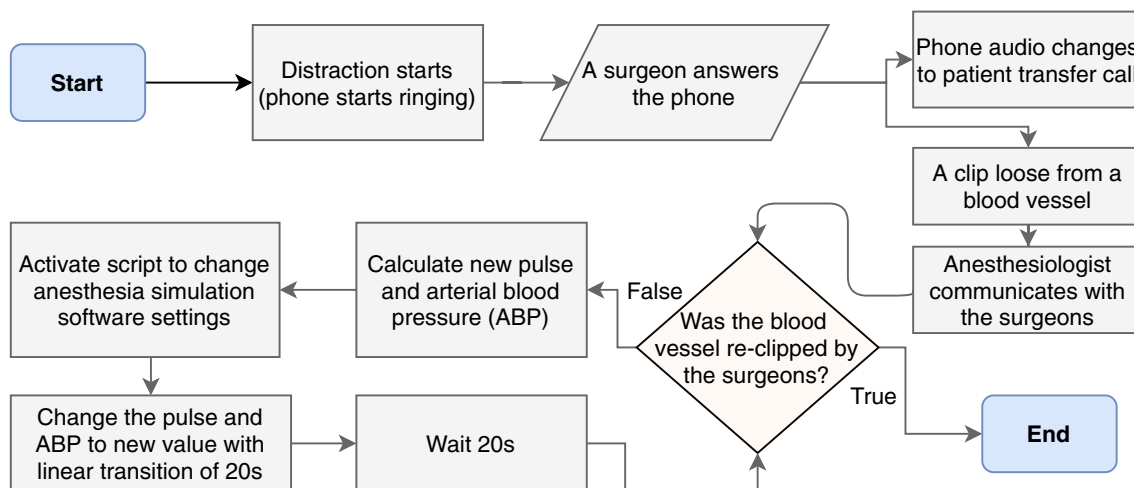 Start
Distraction starts
(phone starts ringing)
A surgeon answers
the phone
Phone audio changes
to patient transfer call
A clip loose from a
blood vessel
Anesthesiologist
communicates with
the surgeons
Was the blood
vessel re-clipped by
the surgeons?
False
Calculate new pulse
and arterial blood
pressure (ABP)
Activate script to change
anesthesia simulation
software settings
Change the pulse and
ABP to new value with
linear transition of 20s
Wait 20s
True
End